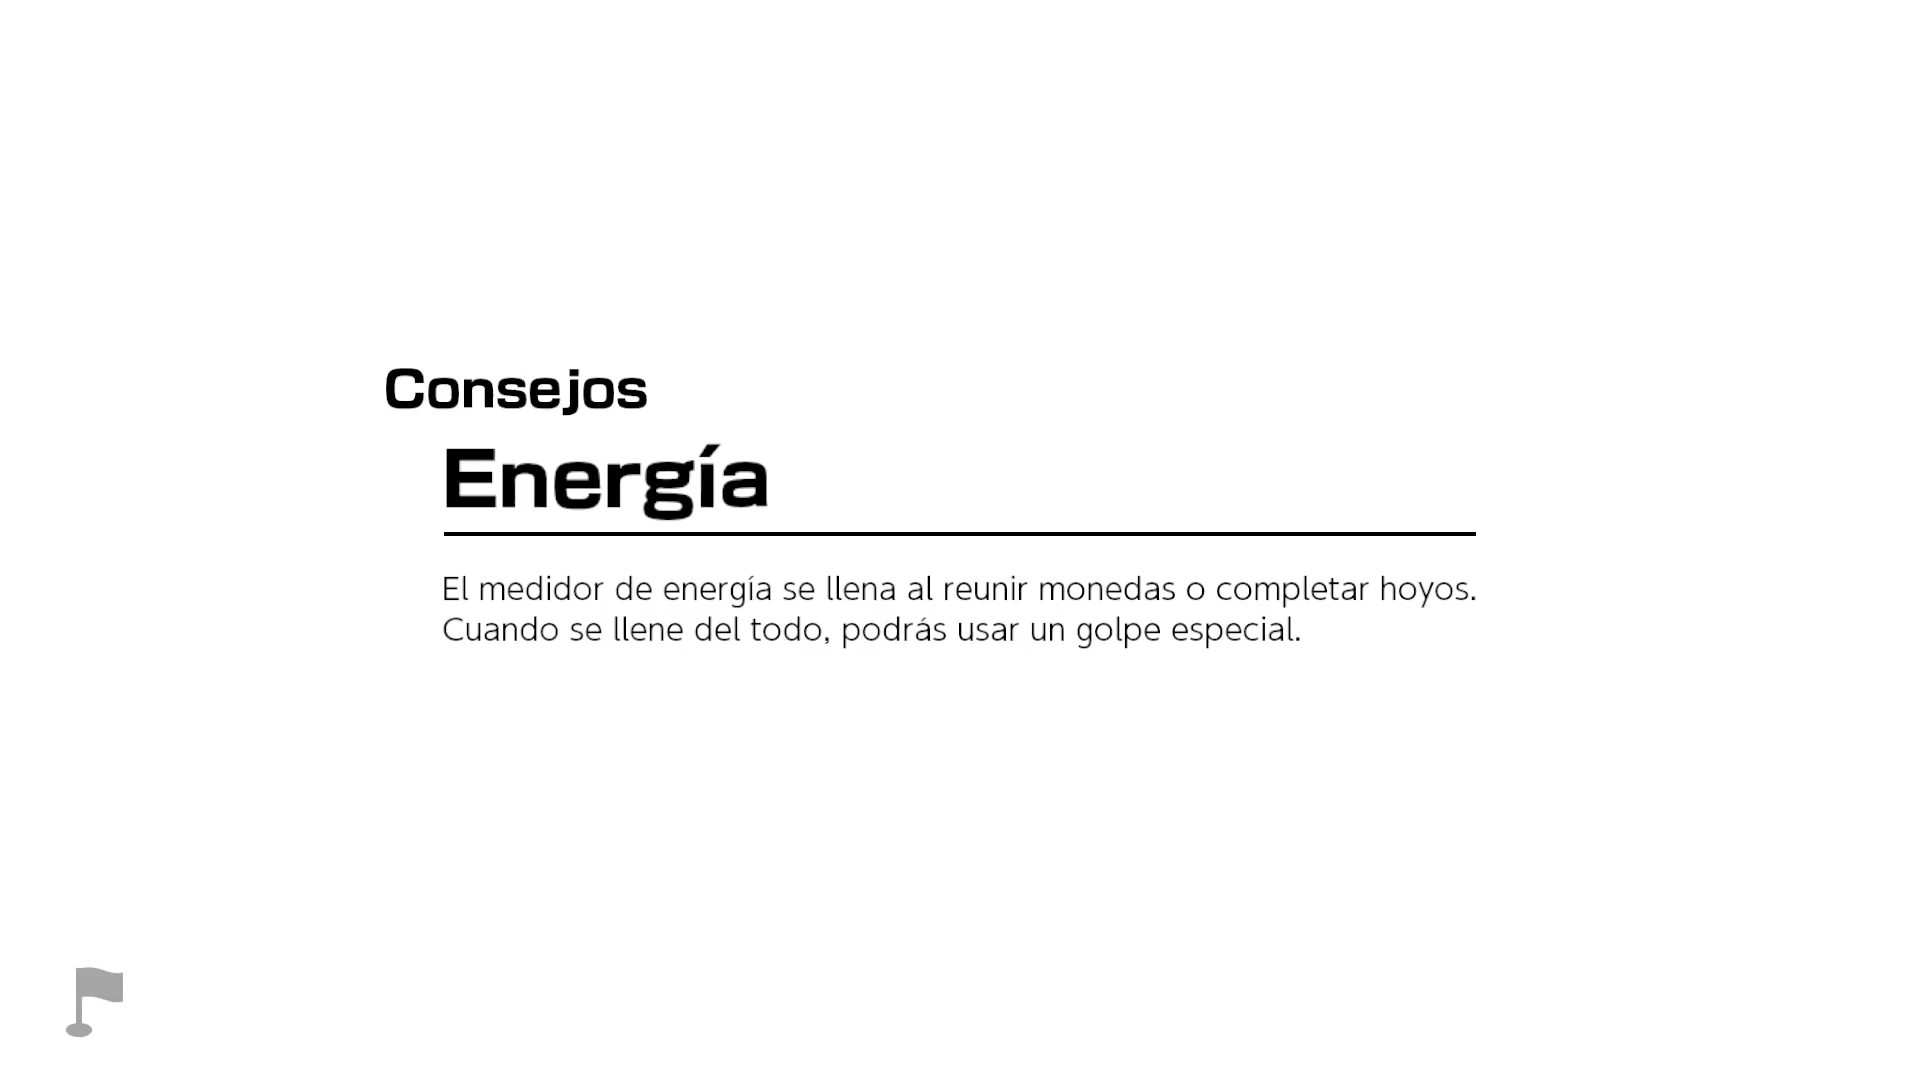 Consejos
Energía
El medidor de energía se llena al reunir monedas o completar hoyos.
Cuando se llene del todo, podrás usar un golpe especial.